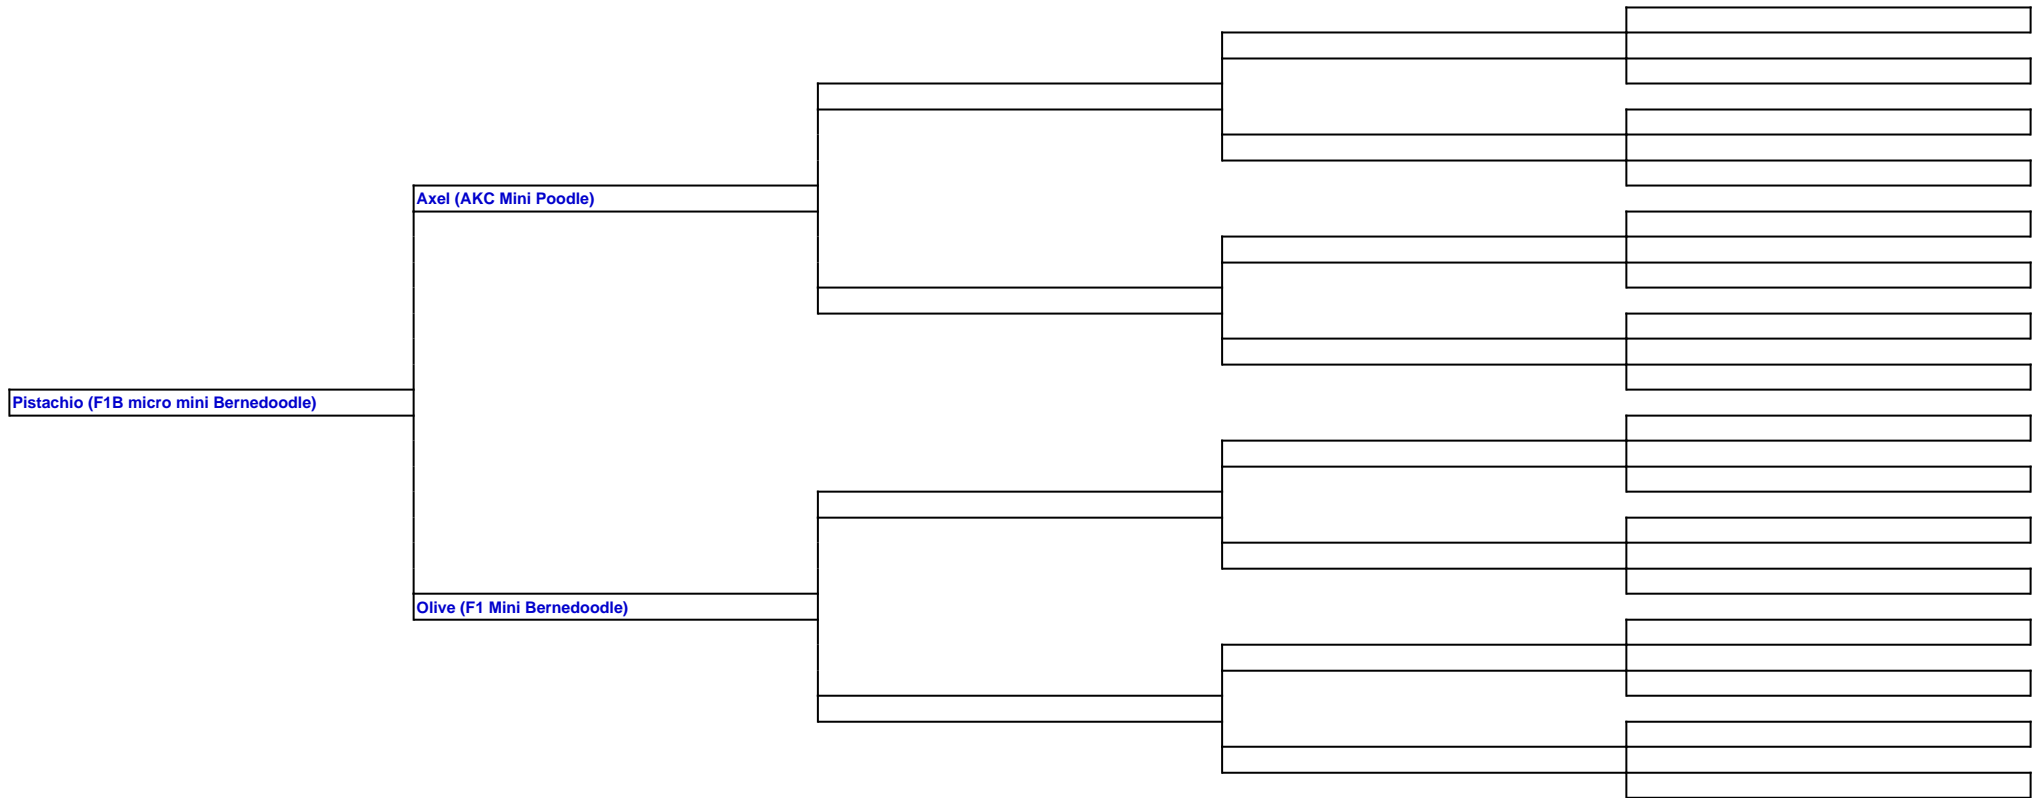 Axel (AKC Mini Poodle)
Pistachio (F1B micro mini Bernedoodle)
Olive (F1 Mini Bernedoodle)